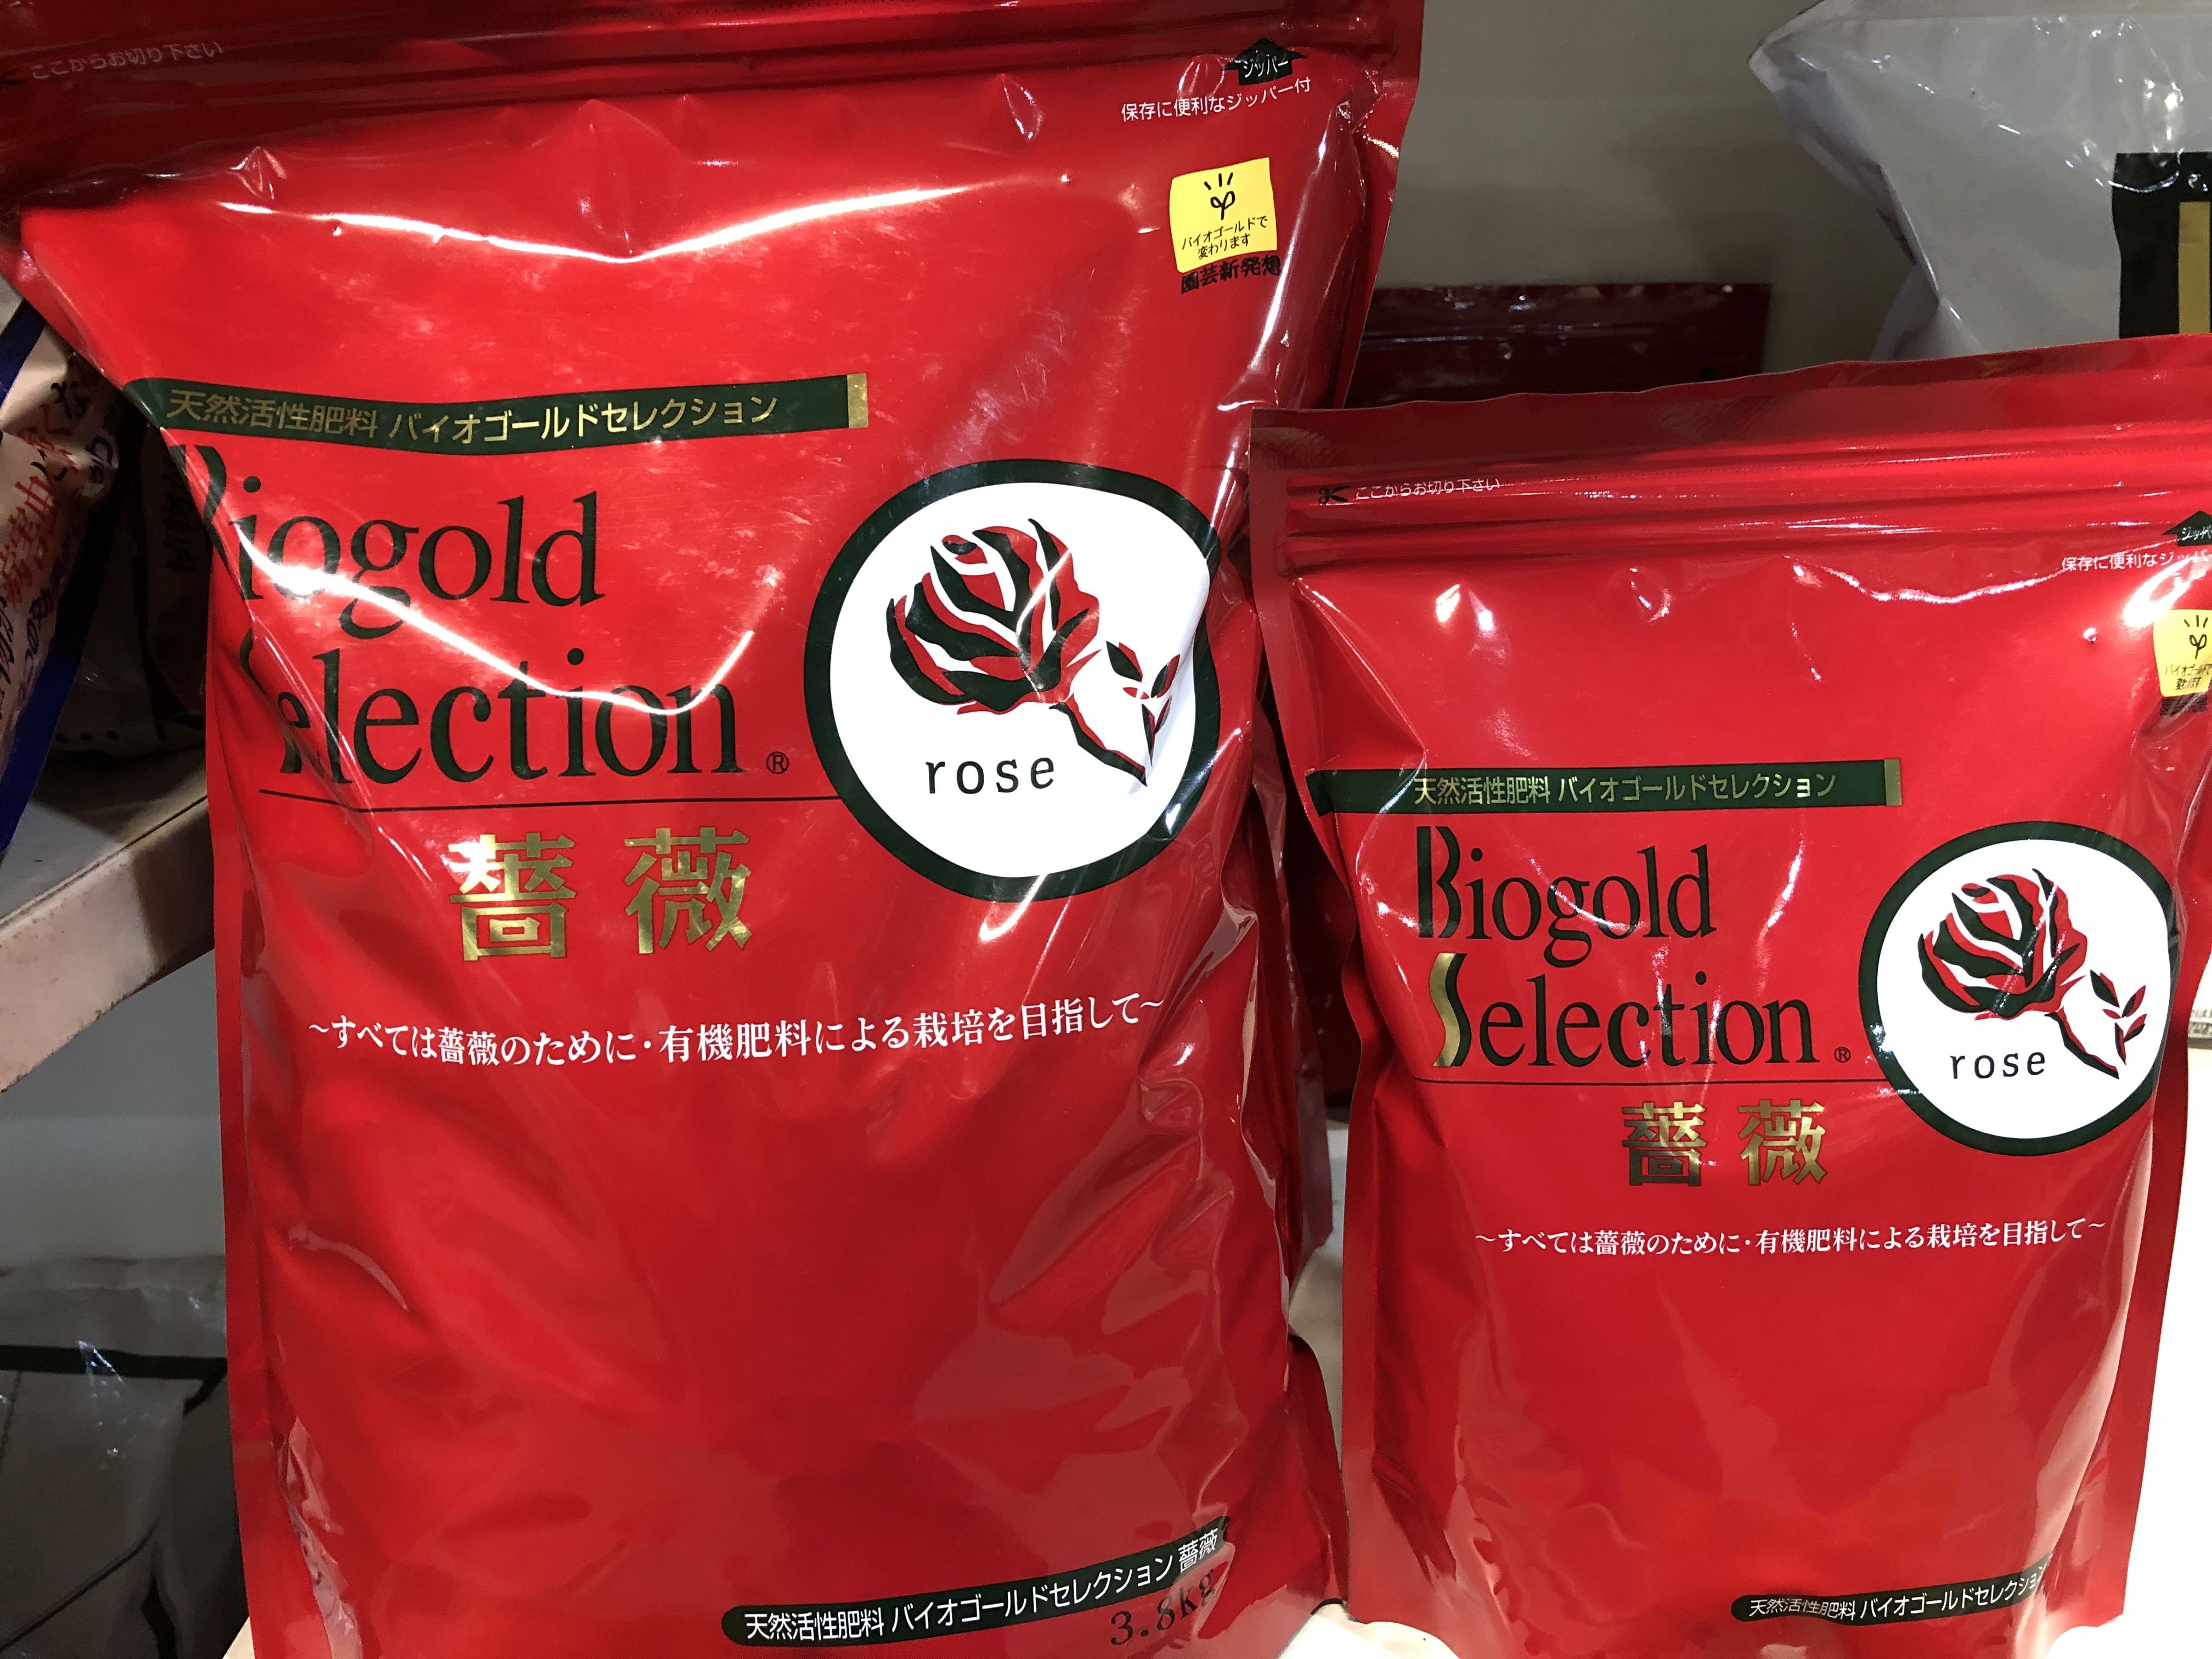 ここからお切り下さい
ジッパー
保存に便利なジッパー付
バイオゴールドで
変わります
園芸新発想
天然活性肥料 バイオゴールドセレクション
Biogold
Selection®
rose
薔薇
~すべては薔薇のために・有機肥料による栽培を目指して~
天然活性肥料 バイオゴールドセレクション 薔薇
3.8kg
ここからお切り下さい
保存に便利なジッパ
天然活性肥料 バイオゴールドセレクション
Biogold
Selection®
rose
薔薇
~すべては薔薇のために・有機肥料による栽培を目指して~
天然活性肥料 バイオゴールドセレクション